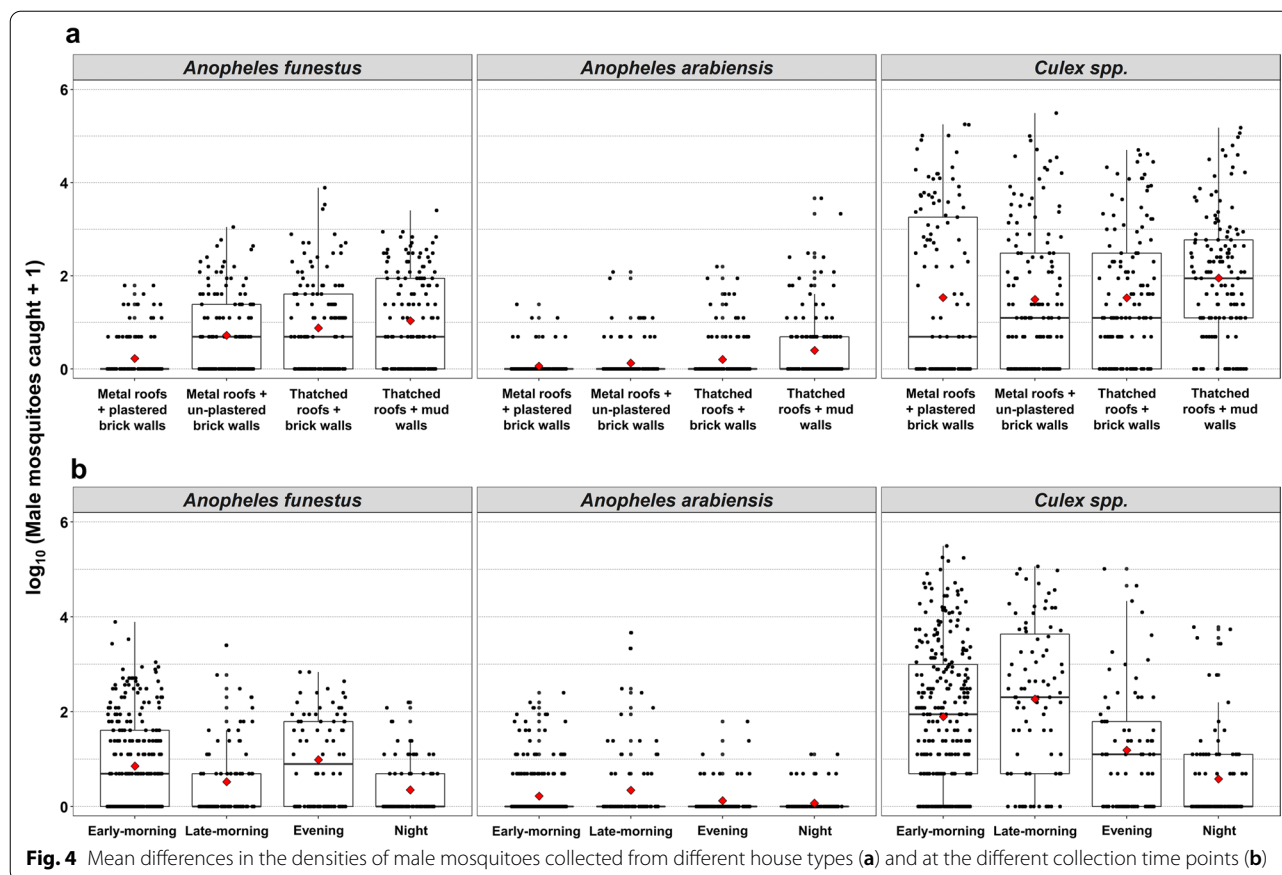 a
Anopheles funestus
Anopheles arabiensis
Culex spp.
log10 (Male mosquitoes caught + 1)
6
4
2
0
Metal roofs
+ plastered
brick walls
Metal roofs +
un-plastered
brick walls
Thatched
roofs +
brick walls
Thatched
roofs + mud
walls
Metal roofs
+ plastered
brick walls
Metal roofs +
un-plastered
brick walls
Thatched
roofs +
brick walls
Thatched
roofs + mud
walls
Metal roofs
+ plastered
brick walls
Metal roofs +
un-plastered
brick walls
Thatched
roofs +
brick walls
Thatched
roofs + mud
walls
b
Anopheles funestus
Anopheles arabiensis
Culex spp.
6
4
2
0
Early-morning Late-morning Evening Night
Early-morning Late-morning Evening Night
Early-morning Late-morning Evening Night
Fig. 4 Mean differences in the densities of male mosquitoes collected from different house types (a) and at the different collection time points (b)